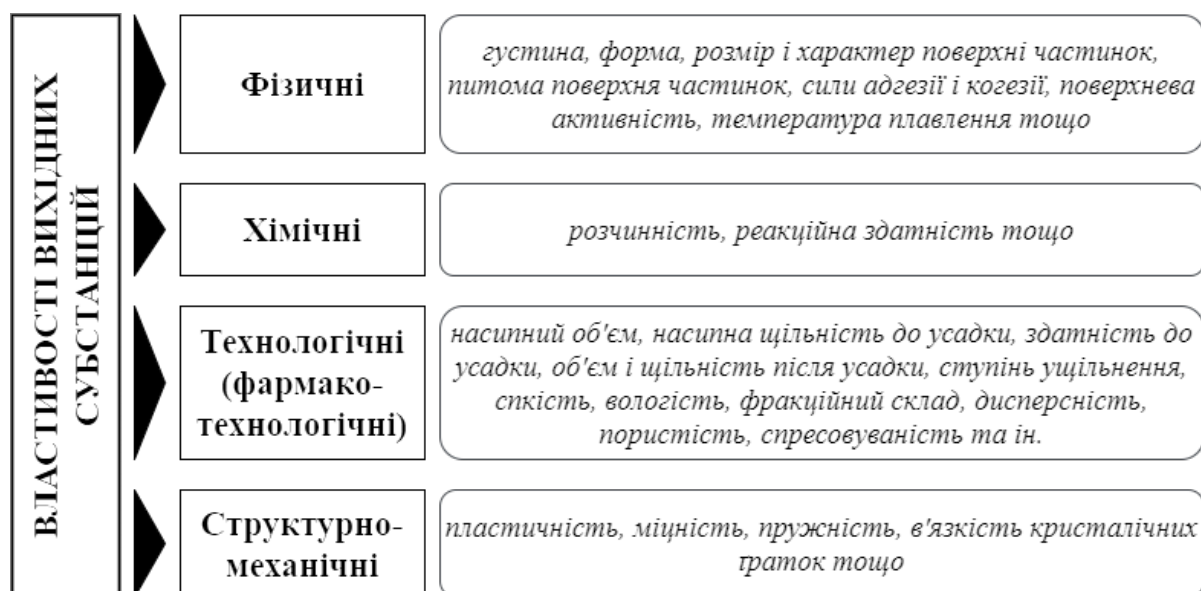 ВЛАСТИВОСТІ ВИХІДНИХ
СУБСТАНЦІЙ
Фізичні
густина, форма, розмір і характер поверхні частинок,
питома поверхня частинок, сили адгезії і когезії, поверхнева
активність, температура плавлення тощо
Хімічні
розчинність, реакційна здатність тощо
Технологічні
(фармако-
технологічні)
насипний об'єм, насипна щільність до усадки, здатність до
усадки, об'єм і щільність після усадки, ступінь ущільнення,
спкість, вологість, фракційний склад, дисперсність,
пористість, спресовуваність та ін.
Структурно-
механічні
пластичність, міцність, пружність, в'язкість кристалічних
ґраток тощо